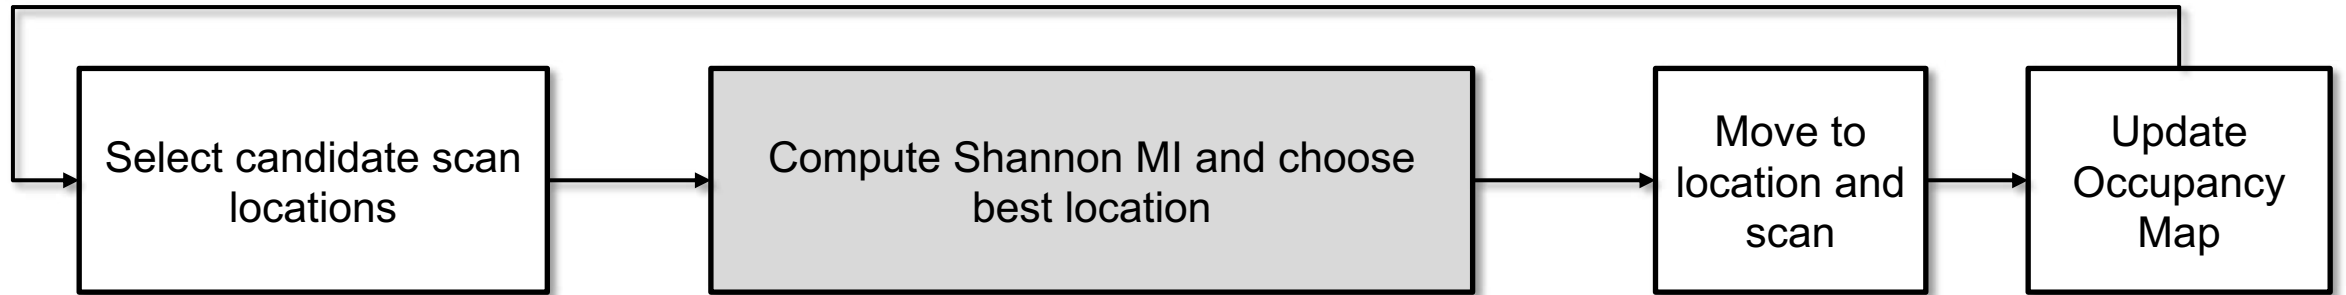 Select candidate scan
locations
Compute Shannon MI and choose
best location
Move to
location and
scan
Update
Occupancy
Map